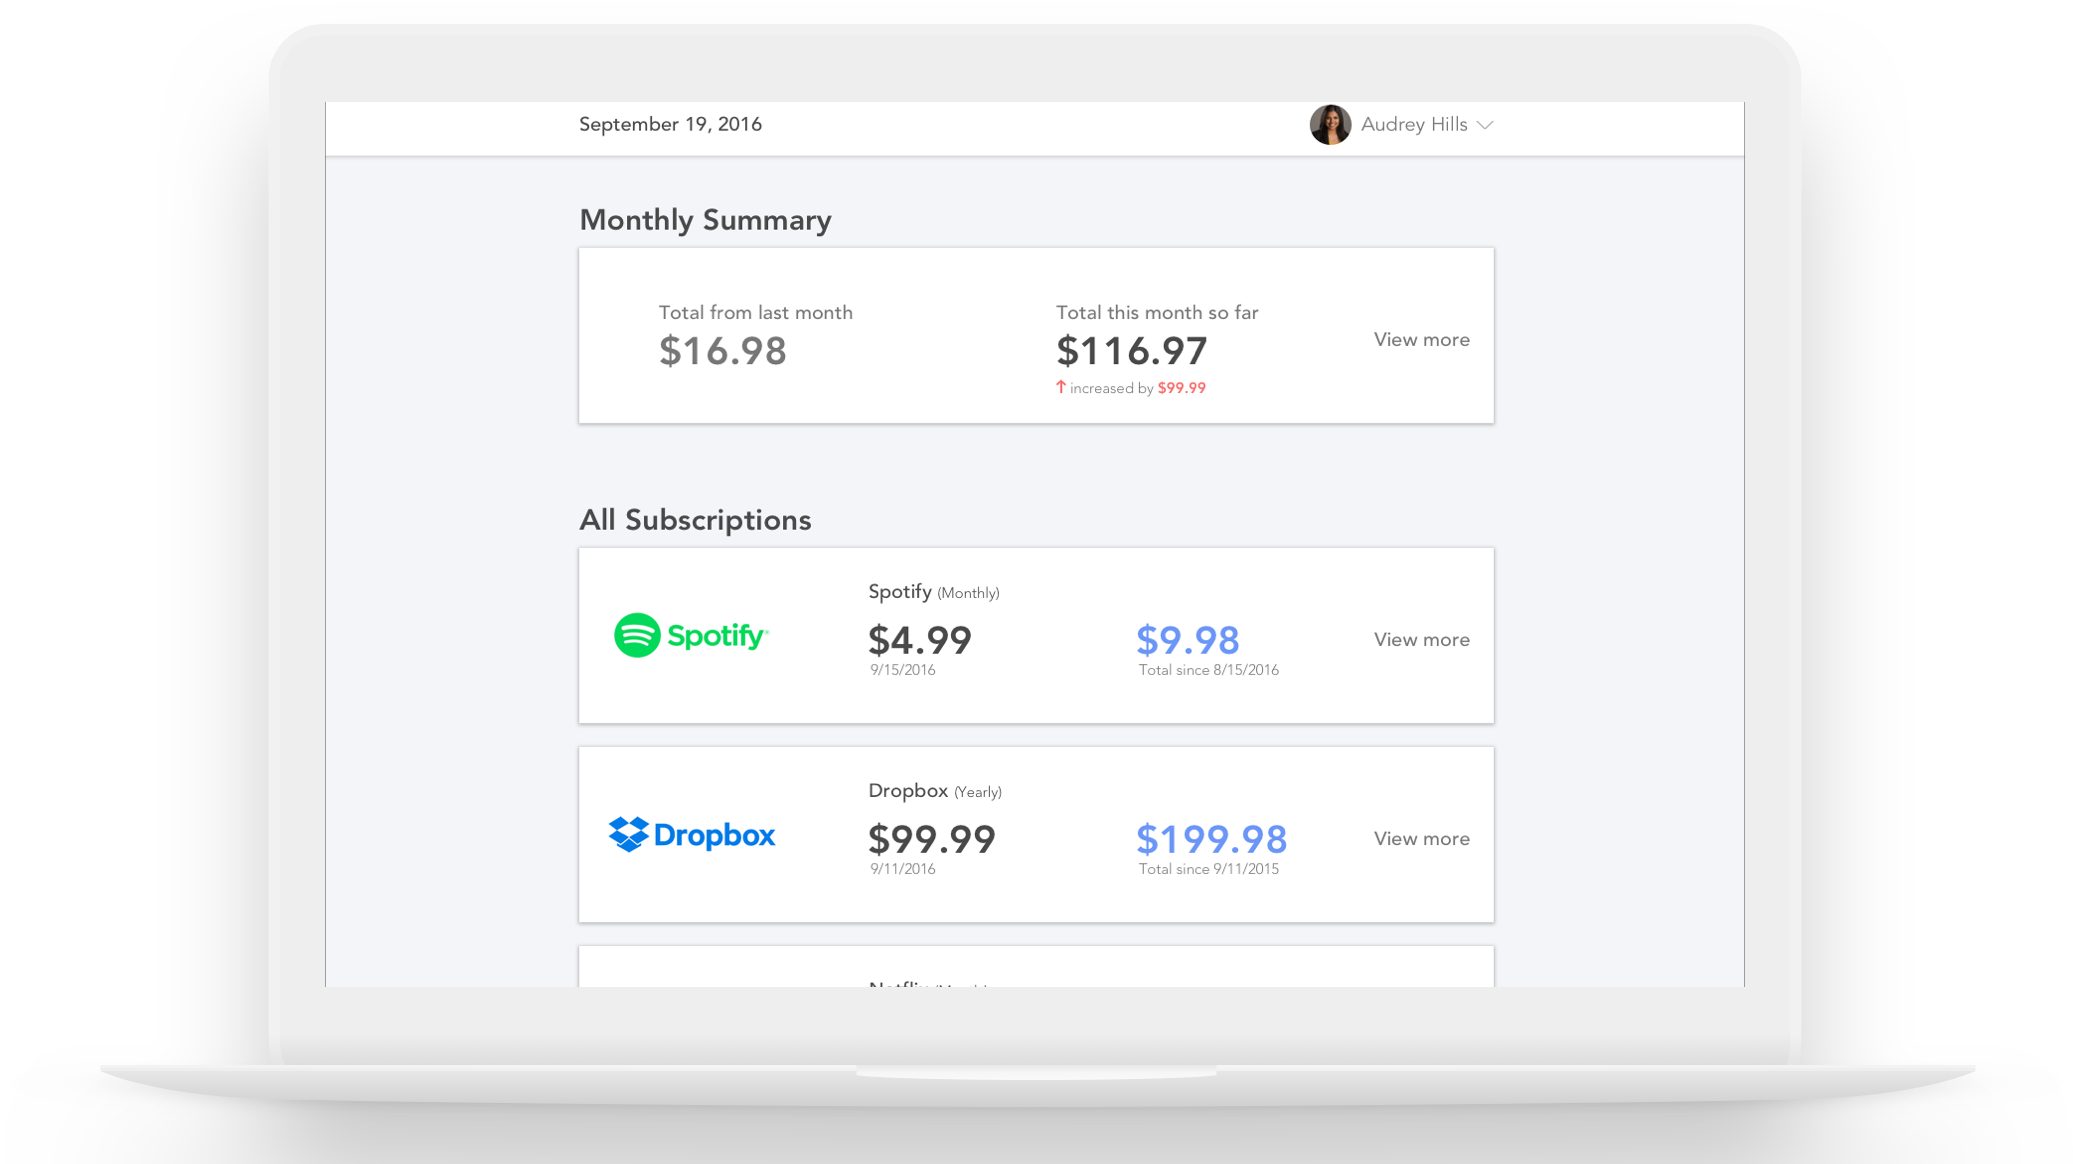 September 19, 2016
Audrey Hills
Monthly Summary
Total from last month
$16.98
Total this month so far
$116.97
↑ increased by $99.99
View more
All Subscriptions
Spotify
Spotify (Monthly)
$4.99
9/15/2016
$9.98
Total since 8/15/2016
View more
Dropbox
Dropbox (Yearly)
$99.99
9/11/2016
$199.98
Total since 9/11/2015
View more
Netflix